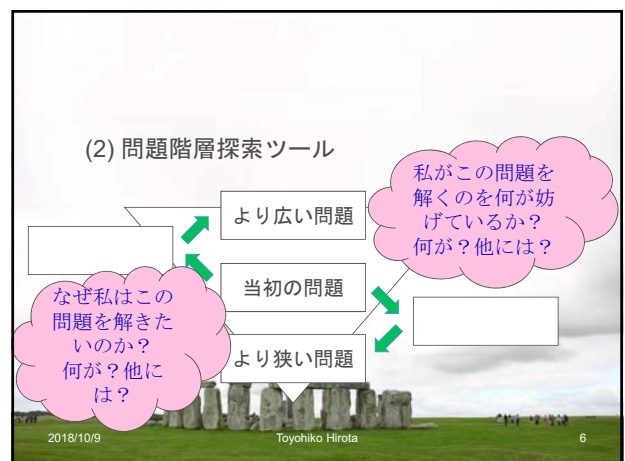 (2) 問題階層探索ツール
私がこの問題を
解くのを何が妨
げているか？
何が？他には？
より広い問題
当初の問題
なぜ私はこの
問題を解きた
いのか？
何が？他に
は？
より狭い問題
2018/10/9
Toyohiko Hirota
6